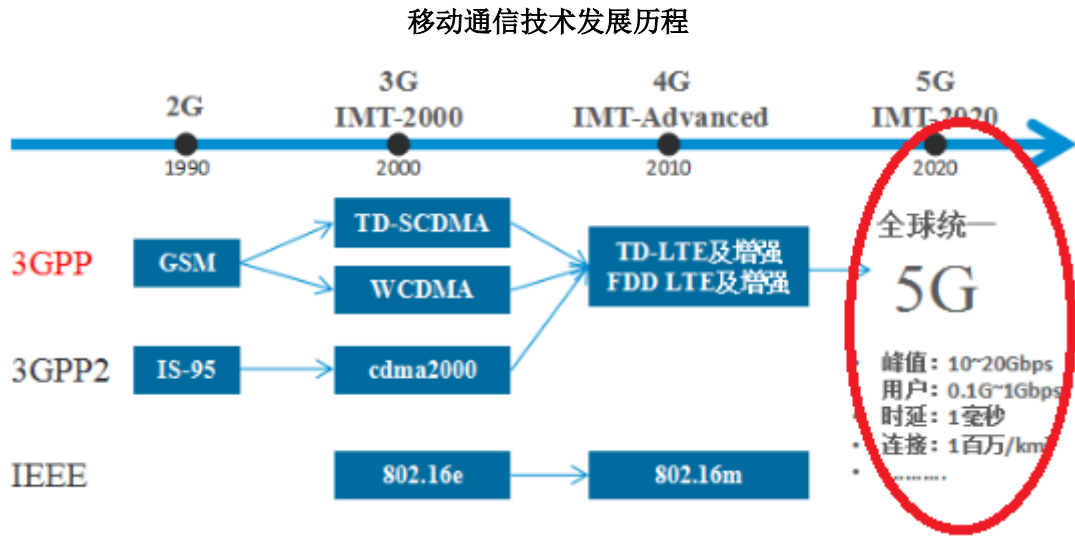 移动通信技术发展历程
2G
3G
IMT-2000
4G
IMT-Advanced
5G
IMT-2020
1990
2000
2010
2020
3GPP
GSM
TD-SCDMA
WCDMA
TD-LTE及增强
FDD LTE及增强
全球统一
5G
3GPP2
IS-95
cdma2000
峰值：10~20Gbps
用户：0.1G~1Gbps
• 时延：1毫秒
• 连接：1百万/km²
• ..........
IEEE
802.16e
802.16m